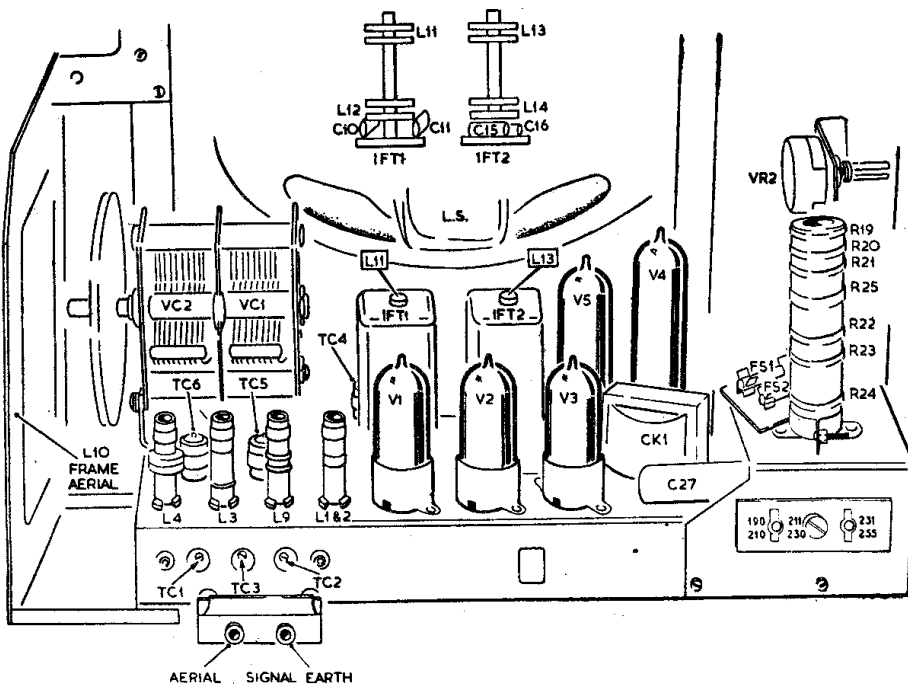 L11
L13
L12
C10
C11
L14
C15
C16
IFT1
IFT2
VR2
L.S.
R19
R20
R21
R25
R22
R23
R24
L11
L13
V4
V5
VC2
VC1
IFT1
IFT2
TC4
FS1
FS2
TC6
TC5
V1
V2
V3
CK1
C27
L10
FRAME
AERIAL
L4
L3
L9
L1&2
190
210
211
230
231
255
TC1
TC3
TC2
AERIAL
SIGNAL EARTH